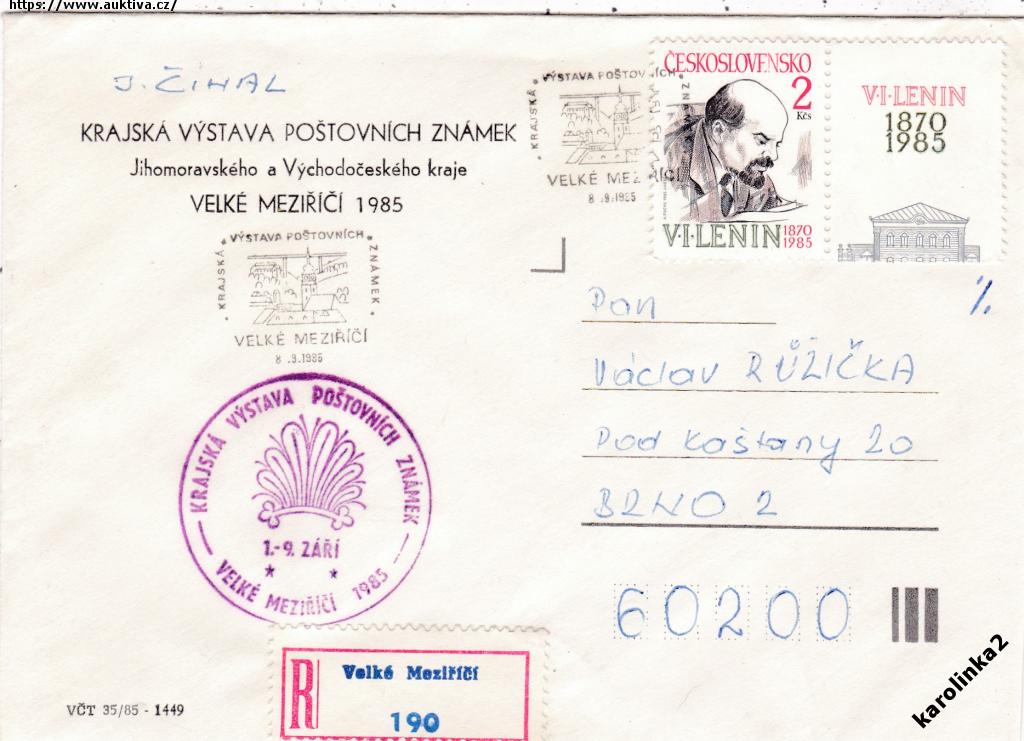 https://www.auktiva.cz/
J. ČIHAL
KRAJSKÁ VÝSTAVA POŠTOVNÍCH ZNÁMEK
Jihomoravského a Východočeského kraje
VELKÉ MEZIŘÍČÍ 1985
KRAJSKÁ VÝSTAVA POŠTOVNÍCH ZNÁMEK
VELKÉ MEZIŘÍČÍ
8.9.1985
KRAJSKÁ VÝSTAVA POŠTOVNÍCH ZNÁMEK
VELKÉ MEZIŘÍČÍ
8.9.1985
ČESKOSLOVENSKO
2
Kčs
V·I·LENIN 1870
1985
V·I·LENIN
1870
1985
KRAJSKÁ VÝSTAVA POŠTOVNÍCH ZNÁMEK
1.-9. ZÁŘÍ
VELKÉ MEZIŘÍČÍ 1985
Pan
Václav RŮŽIČKA
Pod Kaštany 20
BRNO 2
60200
R
Velké Meziříčí
190
VČT 35/85 - 1449
karolinka2